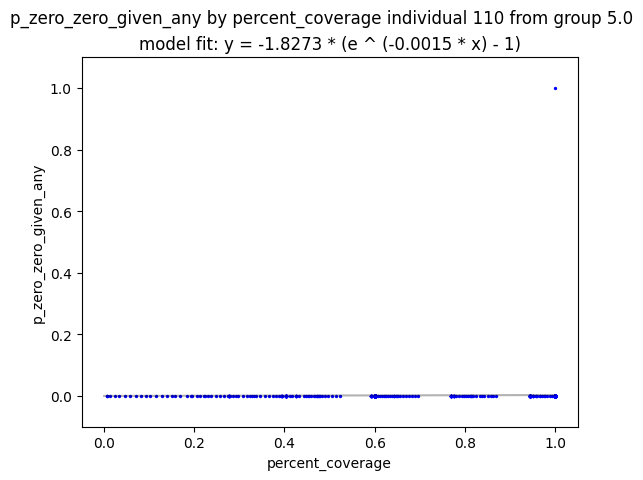 p_zero_zero_given_any by percent_coverage individual 110 from group 5.0
model fit: y = -1.8273 * (e ^ (-0.0015 * x) - 1)
1.0
0.8
0.6
0.4
0.2
0.0
p_zero_zero_given_any
0.0 0.2 0.4 0.6 0.8 1.0
percent_coverage